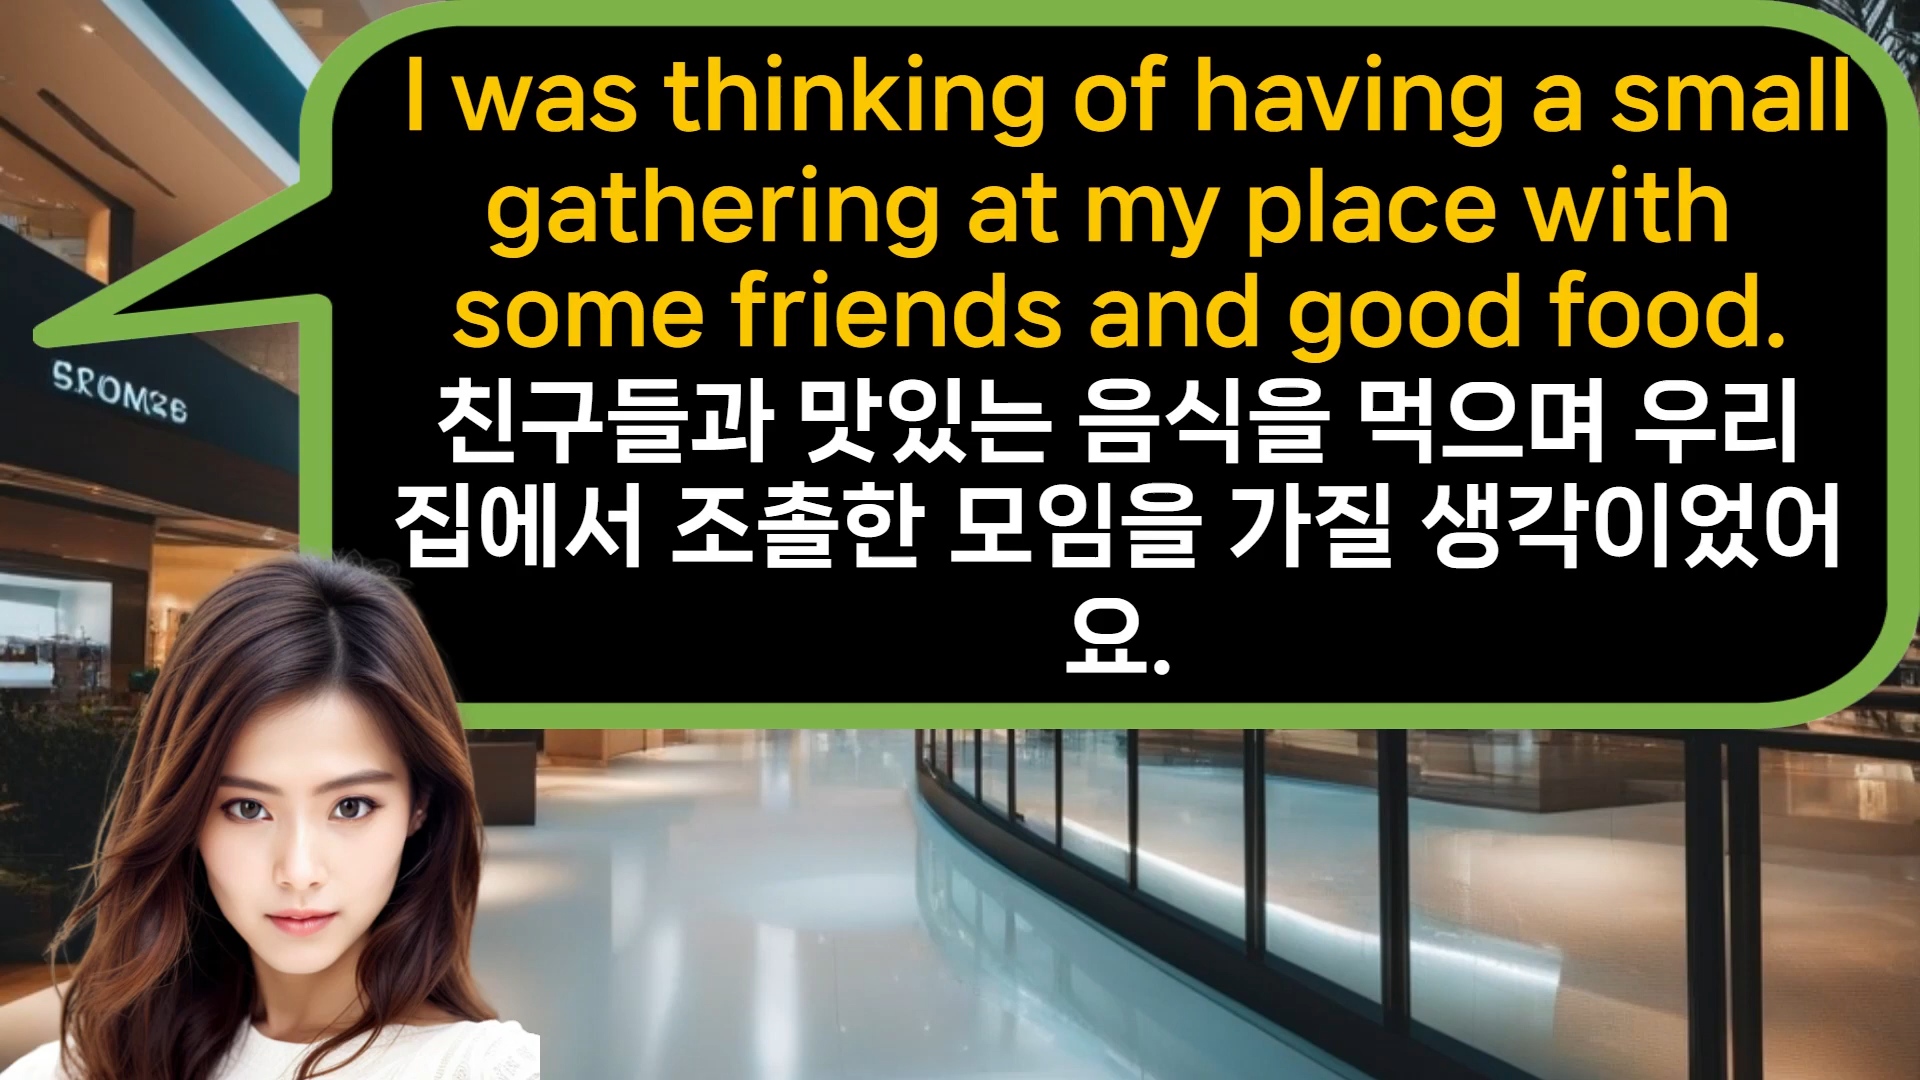 I was thinking of having a small
gathering at my place with
some friends and good food.
친구들과 맛있는 음식을 먹으며 우리
집에서 조촐한 모임을 가질 생각이었어
요.
SROM26